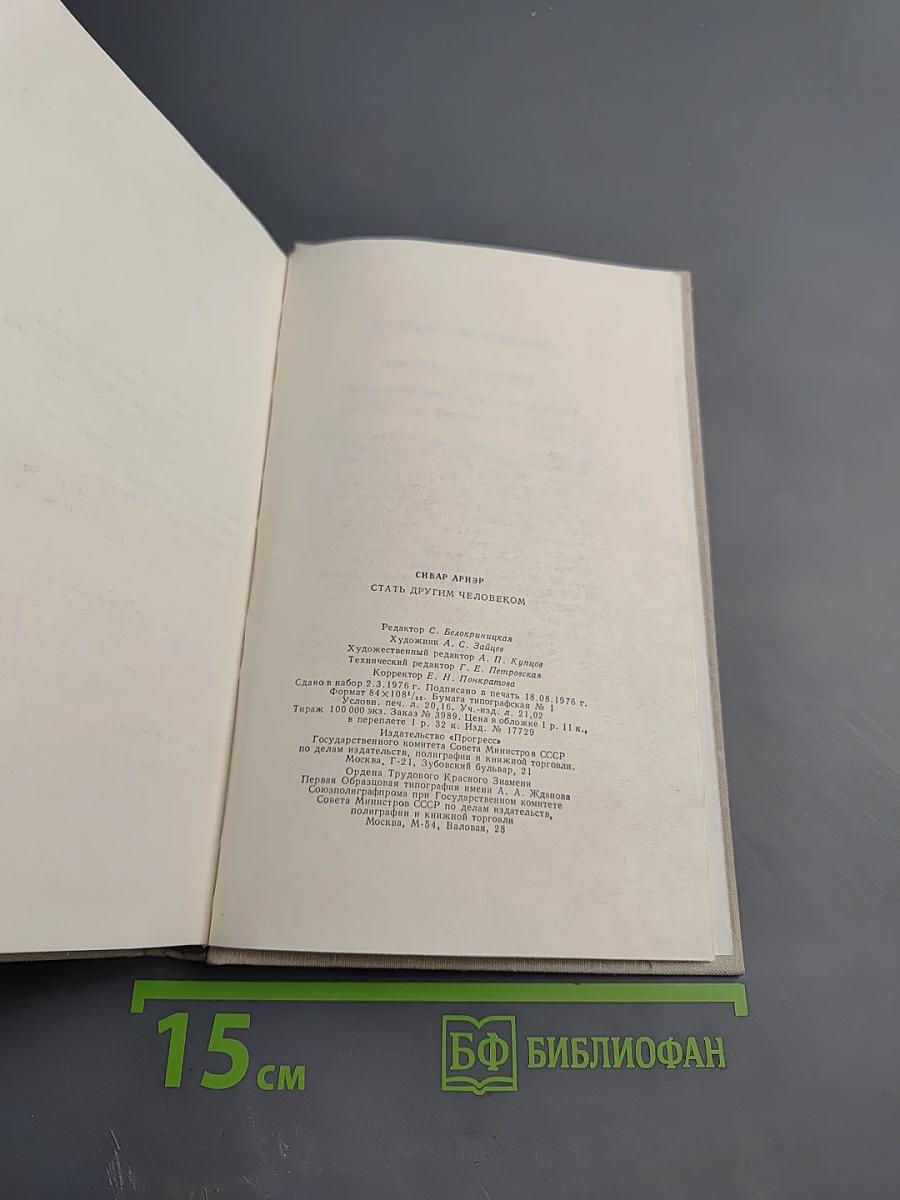 СИВАР АРНЭР
СТАТЬ ДРУГИМ ЧЕЛОВЕКОМ
Редактор С. Белокриницкая
Художник А. С. Зайцев
Художественный редактор А. П. Купцов
Технический редактор Г. Е. Петровская
Корректор Е. Н. Понкратова
Сдано в набор 2.3.1976 г. Подписано в печать 18.08.1976 г.
Формат 84×108¹/₃₂. Бумага типографская № 1
Условн. печ. л. 20,16. Уч.-изд. л. 21,02
Тираж 100 000 экз. Заказ № 3989. Цена в обложке 1 р. 11 к.,
в переплете 1 р. 32 к. Изд. № 17729
Издательство «Прогресс»
Государственного комитета Совета Министров СССР
по делам издательств, полиграфии и книжной торговли.
Москва, Г-21, Зубовский бульвар, 21
Ордена Трудового Красного Знамени
Первая Образцовая типография имени А. А. Жданова
Союзполиграфпрома при Государственном комитете
Совета Министров СССР по делам издательств,
полиграфии и книжной торговли
Москва, М-54, Валовая, 28
15 см
БФ БИБЛИОФАН